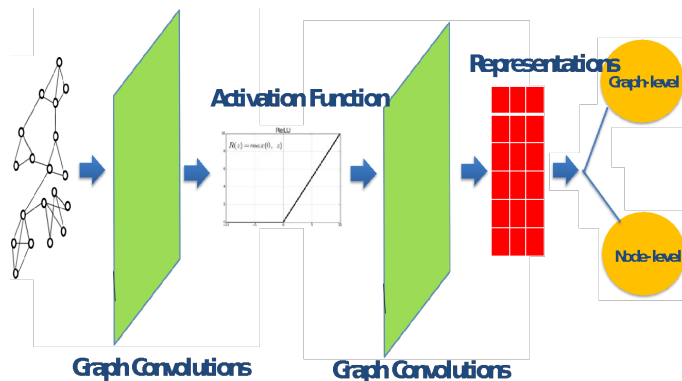 Representations
Graph-level
Activation Function
ReLU
R(z) = max(0, z)
Node-level
Graph Convolutions
Graph Convolutions